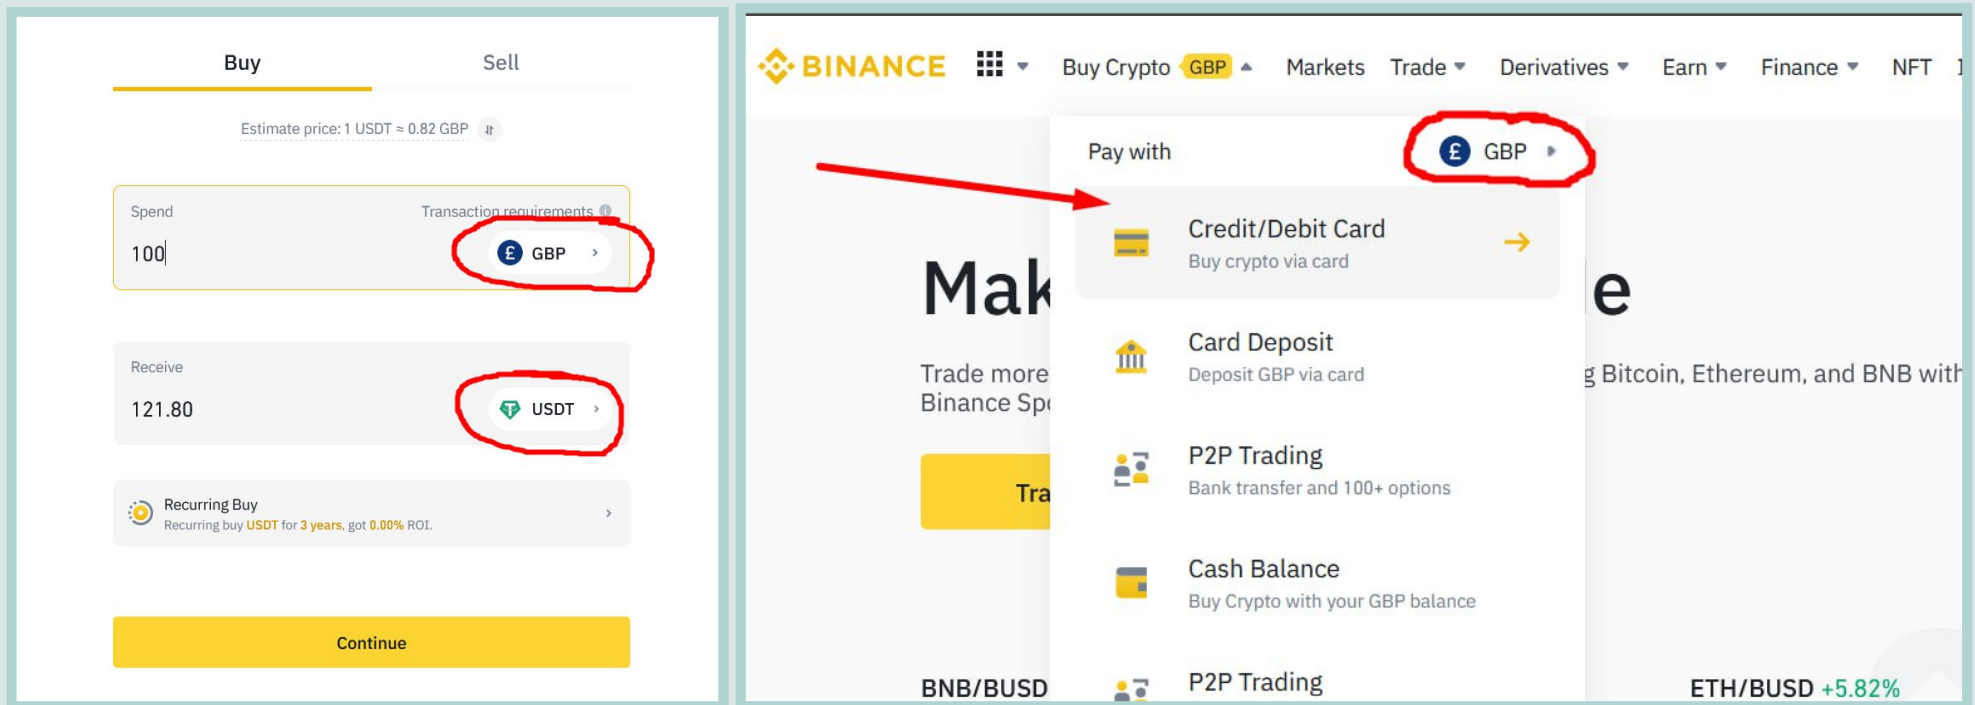 Buy
Sell
Estimate price: 1 USDT ≈ 0.82 GBP
Spend
Transaction requirements
100
£ GBP
Receive
121.80
USDT
Recurring Buy
Recurring buy USDT for 3 years, got 0.00% ROI.
Continue
BINANCE
Buy Crypto GBP
Markets
Trade
Derivatives
Earn
Finance
NFT
Pay with
£ GBP
Credit/Debit Card
Buy crypto via card
Card Deposit
Deposit GBP via card
P2P Trading
Bank transfer and 100+ options
Cash Balance
Buy Crypto with your GBP balance
P2P Trading
Trade more
g Bitcoin, Ethereum, and BNB with
Binance
BNB/BUSD
ETH/BUSD +5.82%